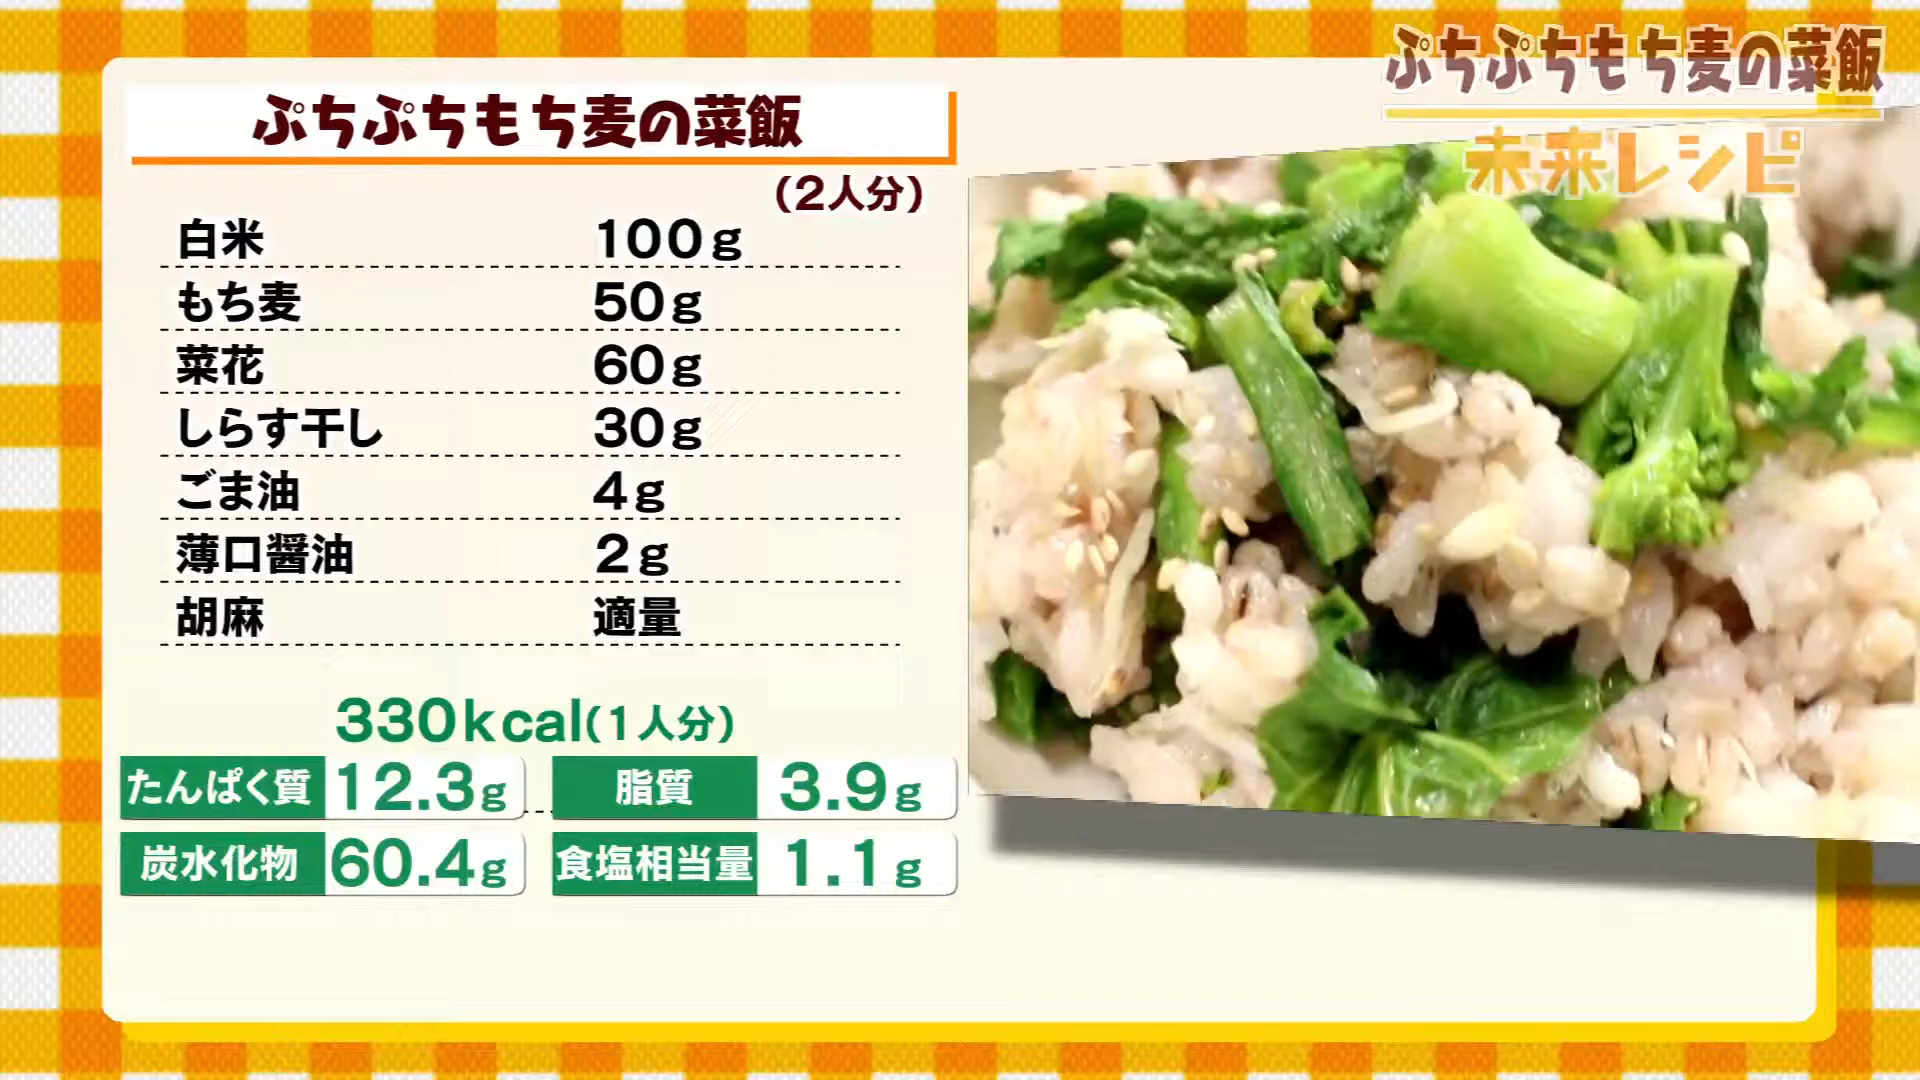 ぷちぷちもち麦の菜飯
未来レシピ
ぷちぷちもち麦の菜飯
(2人分)
白米 100g
もち麦 50g
菜花 60g
しらす干し 30g
ごま油 4g
薄口醤油 2g
胡麻 適量
330kcal(1人分)
たんぱく質 12.3g 脂質 3.9g
炭水化物 60.4g 食塩相当量 1.1g